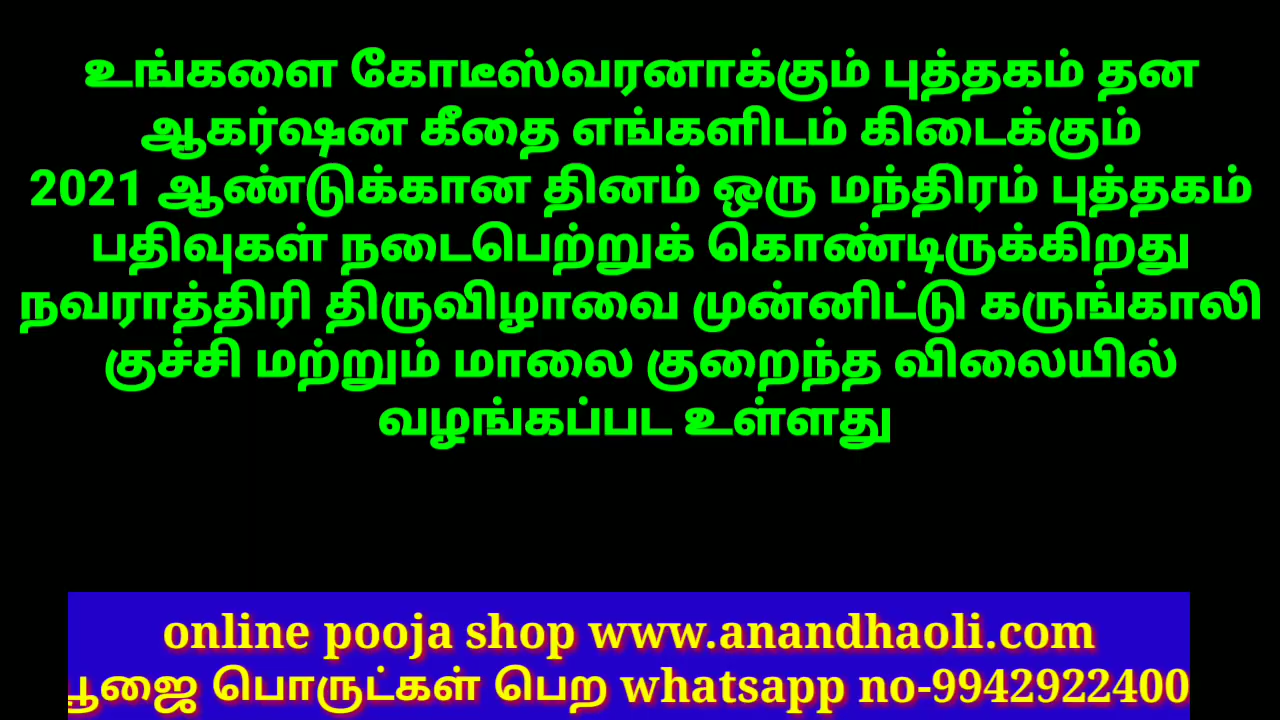 உங்களை கோடீஸ்வரனாக்கும் புத்தகம் தன
ஆகர்ஷன கீதை எங்களிடம் கிடைக்கும்
2021 ஆண்டுக்கான தினம் ஒரு மந்திரம் புத்தகம்
பதிவுகள் நடைபெற்றுக் கொண்டிருக்கிறது
நவராத்திரி திருவிழாவை முன்னிட்டு கருங்காலி
குச்சி மற்றும் மாலை குறைந்த விலையில்
வழங்கப்பட உள்ளது
online pooja shop www.anandhaoli.com
பூஜை பொருட்கள் பெற whatsapp no-9942922400